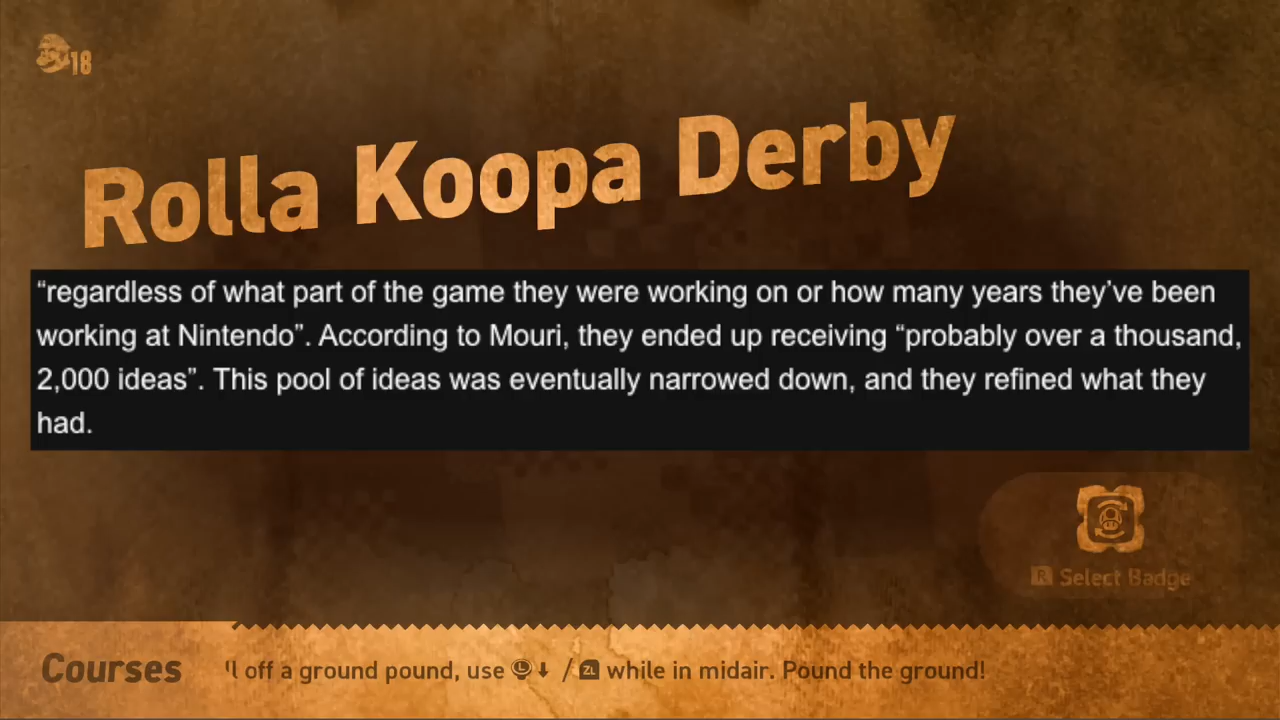 18
Rolla Koopa Derby
“regardless of what part of the game they were working on or how many years they’ve been
working at Nintendo”. According to Mouri, they ended up receiving “probably over a thousand,
2,000 ideas”. This pool of ideas was eventually narrowed down, and they refined what they
had.
R Select Badge
Courses
'l off a ground pound, use L / ZL while in midair. Pound the ground!